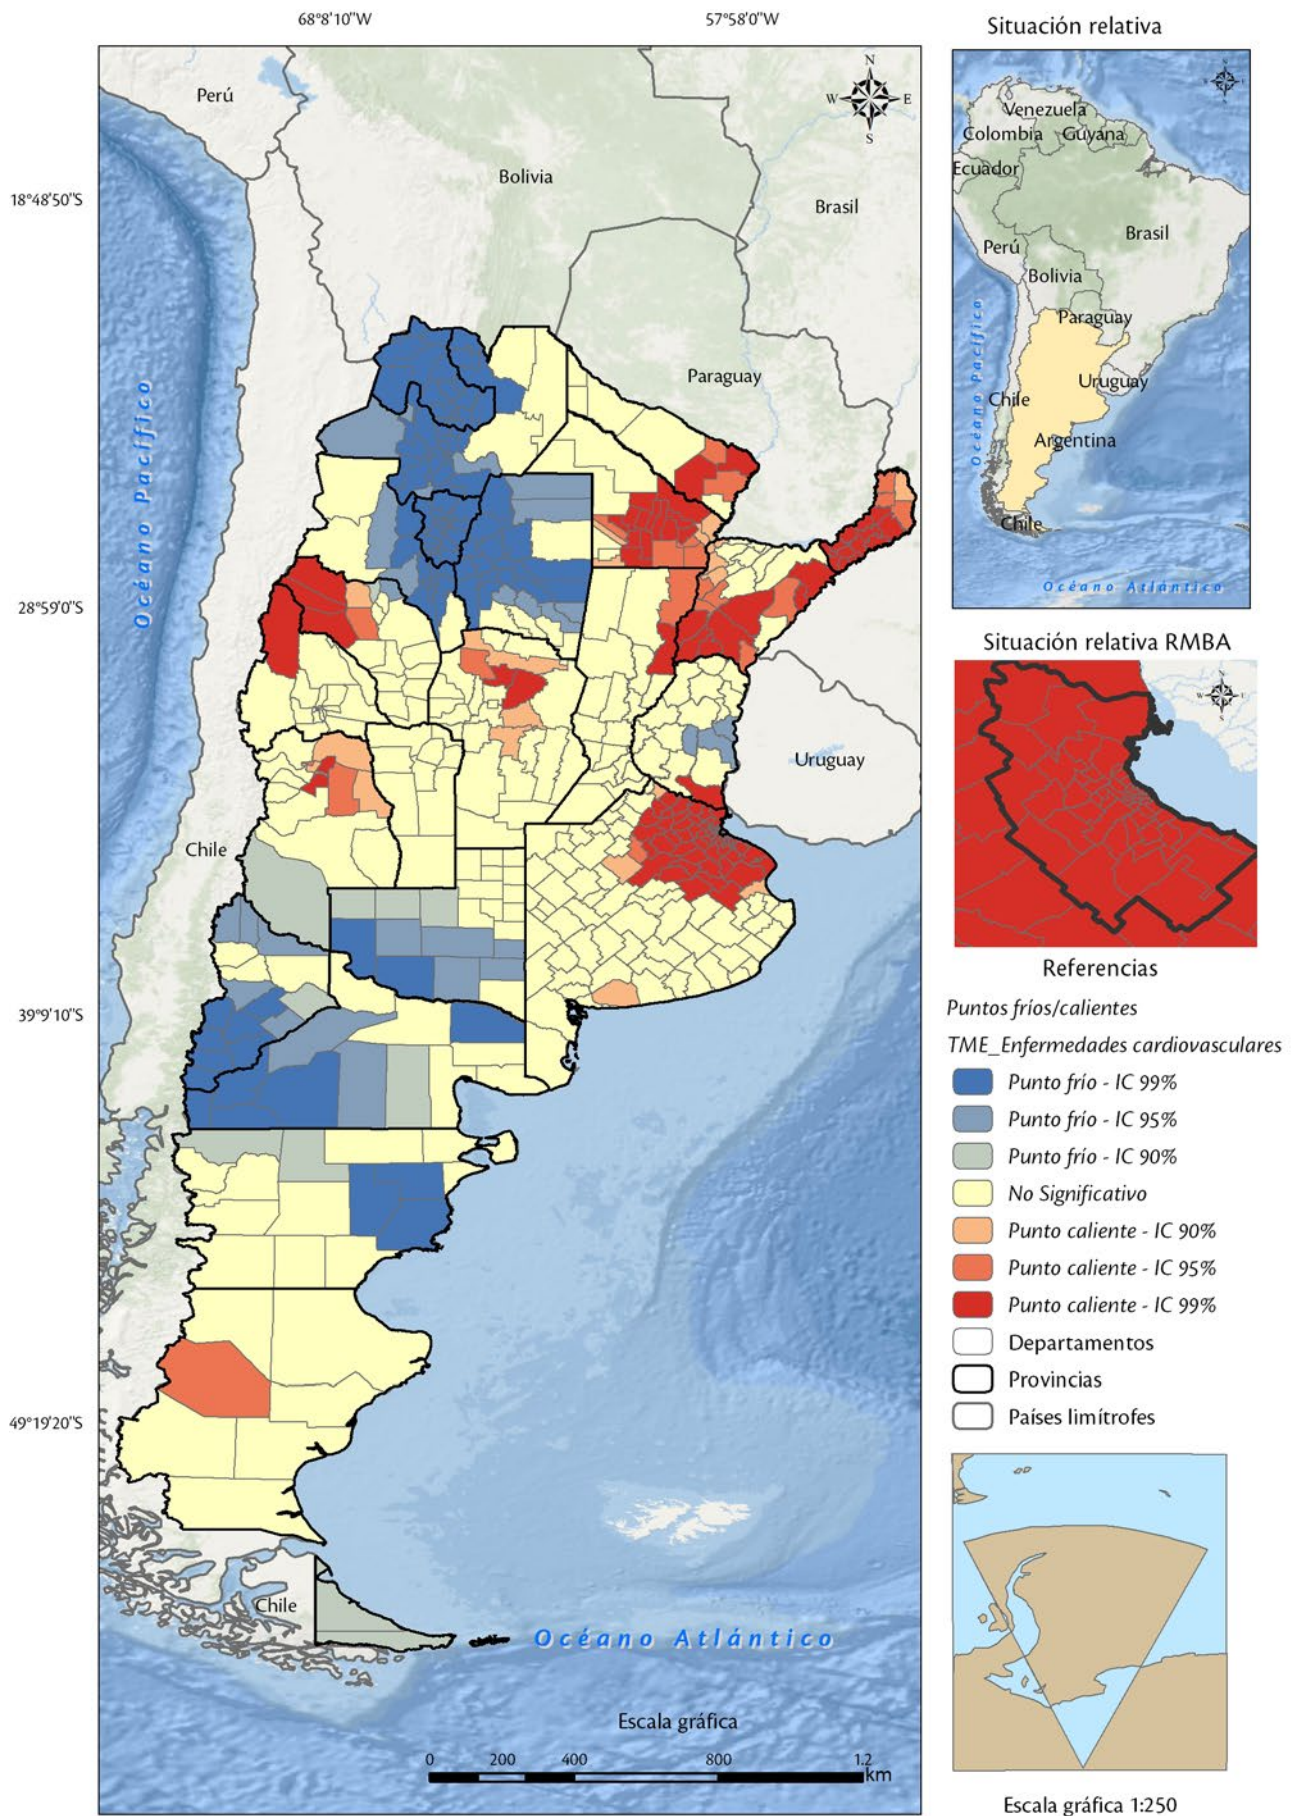 68°8'10"W
57°58'0"W
18°48'50"S
28°59'0"S
39°9'10"S
49°19'20"S
N
W
E
S
Perú
Bolivia
Brasil
Paraguay
Uruguay
Chile
Chile
Océano Pacífico
Océano Atlántico
Escala gráfica
0 200 400 800 1.2
km
Situación relativa
Venezuela
Colombia
Guyana
Ecuador
Brasil
Perú
Bolivia
Paraguay
Uruguay
Chile
Argentina
Chile
Océano Pacífico
Océano Atlántico
Situación relativa RMBA
Referencias
Puntos fríos/calientes
TME_Enfermedades cardiovasculares
Punto frío - IC 99%
Punto frío - IC 95%
Punto frío - IC 90%
No Significativo
Punto caliente - IC 90%
Punto caliente - IC 95%
Punto caliente - IC 99%
Departamentos
Provincias
Países limítrofes
Escala gráfica 1:250